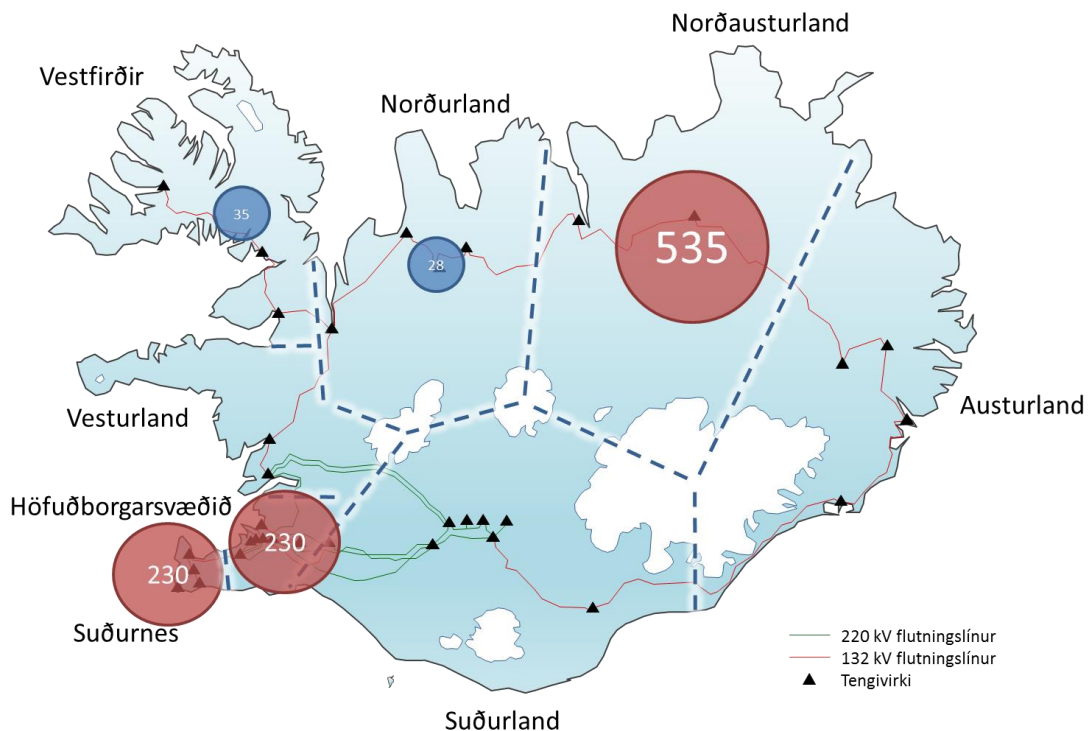 Norðausturland
Vestfirðir
Norðurland
35
28
535
Vesturland
Austurland
Höfuðborgarsvæðið
230
230
Suðurnes
220 kV flutningslínur
132 kV flutningslínur
Tengivirki
Suðurland